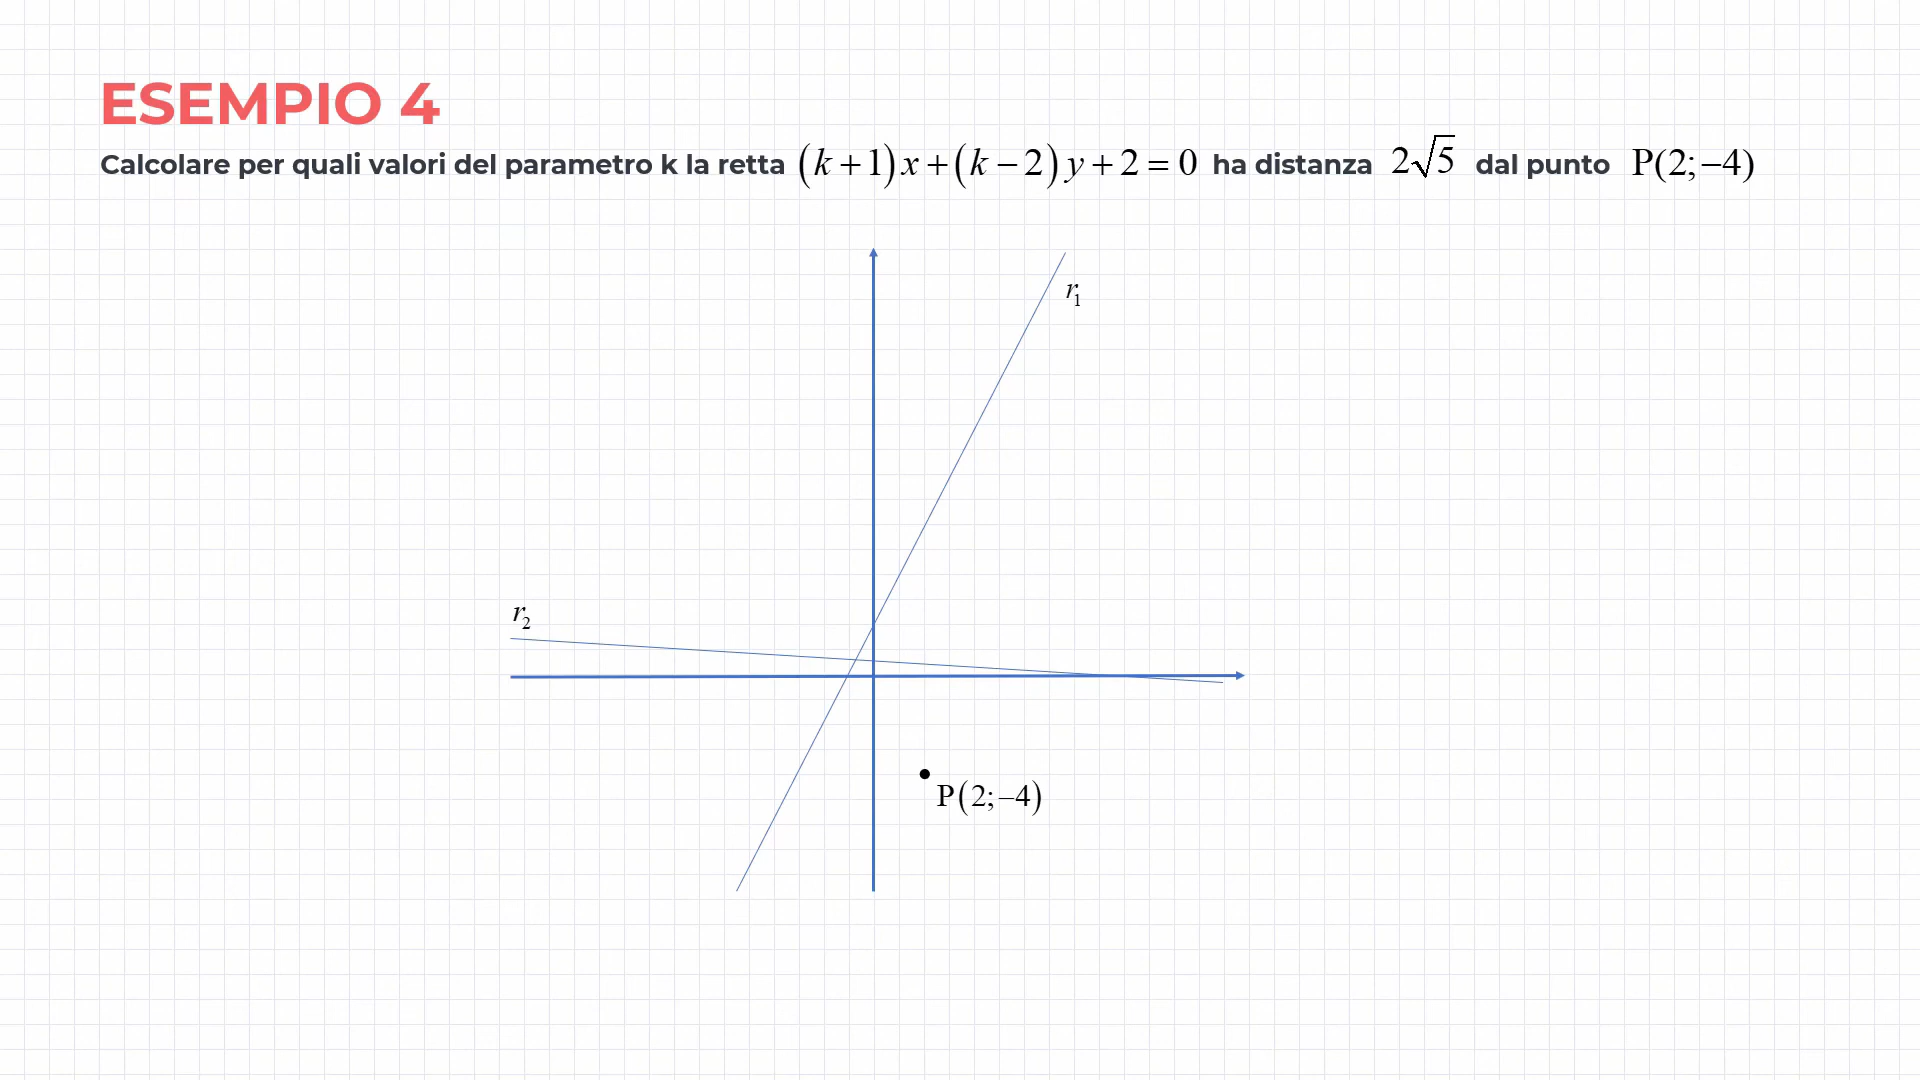 ESEMPIO 4
Calcolare per quali valori del parametro k la retta (k+1)x+(k−2)y+2=0 ha distanza 2√5 dal punto P(2;−4)
r₁
r₂
P(2;−4)